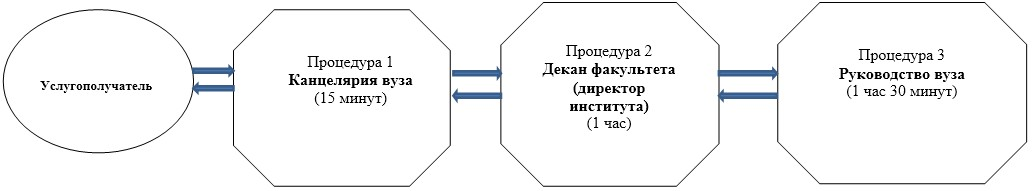 Услугополучатель
Процедура 1
Канцелярия вуза
(15 минут)
Процедура 2
Декан факультета
(директор
института)
(1 час)
Процедура 3
Руководство вуза
(1 час 30 минут)